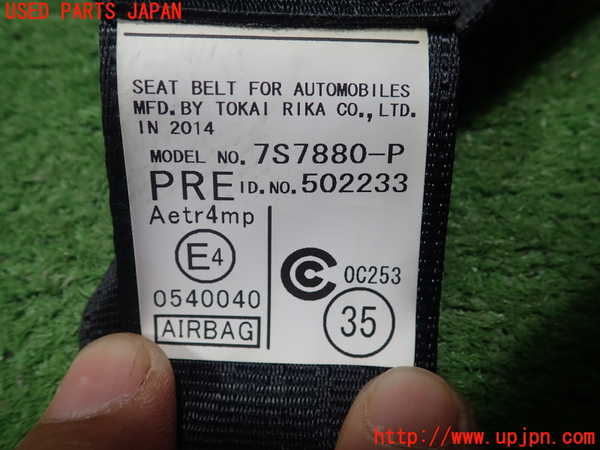 USED PARTS JAPAN
SEAT BELT FOR AUTOMOBILES
MFD.BY TOKAI RIKA CO.,LTD.
IN 2014
MODEL NO. 7S7880-P
PRE ID.NO.502233
Aetr4mp
E4
0540040
AIRBAG
CCC 0C253
35
http://www.upjpn.com